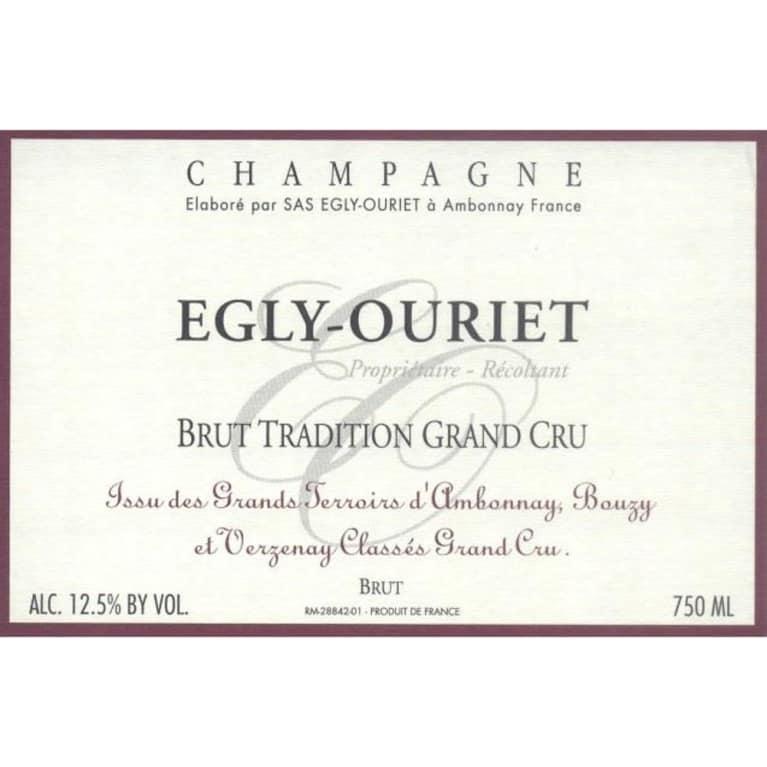 CHAMPAGNE
Elaboré par SAS EGLY-OURIET à Ambonnay France
EGLY-OURIET
Propriétaire - Récoltant
BRUT TRADITION GRAND CRU
Issu des Grands Terroirs d'Ambonnay, Bouzy
et Verzenay Classés Grand Cru.
BRUT
ALC. 12.5% BY VOL.
RM-28842-01 - PRODUIT DE FRANCE
750 ML